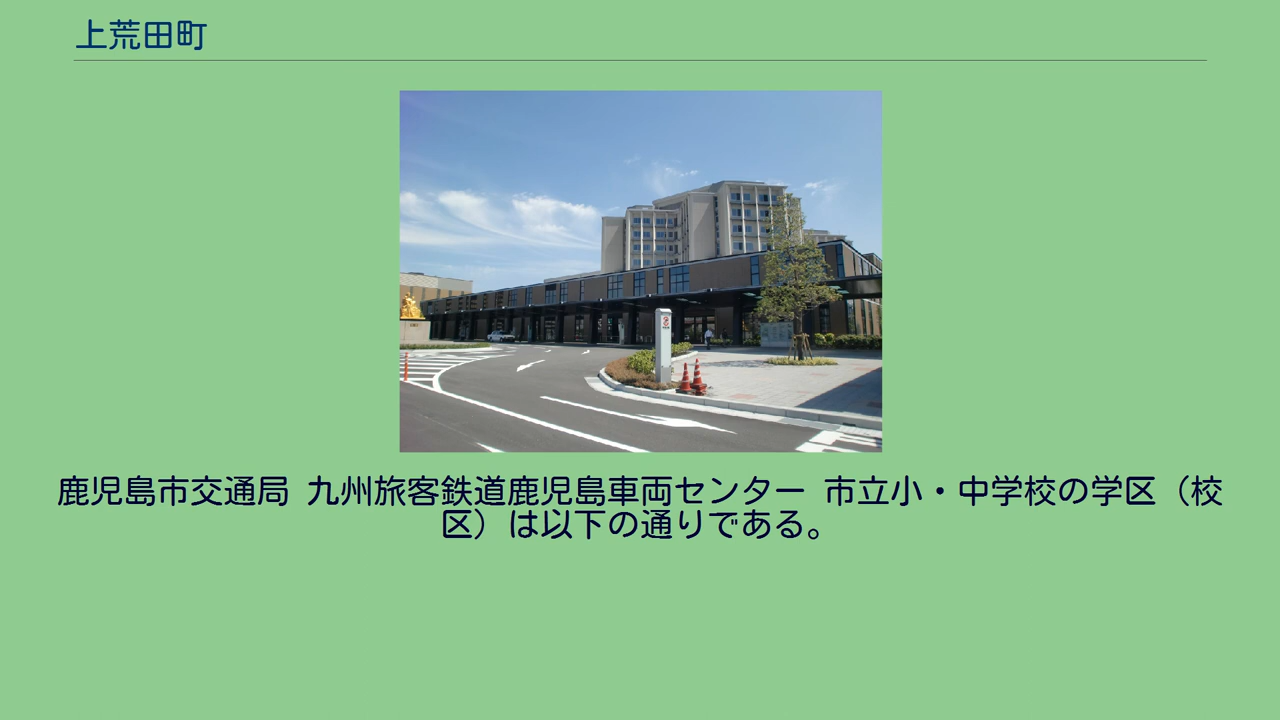 上荒田町
鹿児島市交通局 九州旅客鉄道鹿児島車両センター 市立小・中学校の学区（校
区）は以下の通りである。